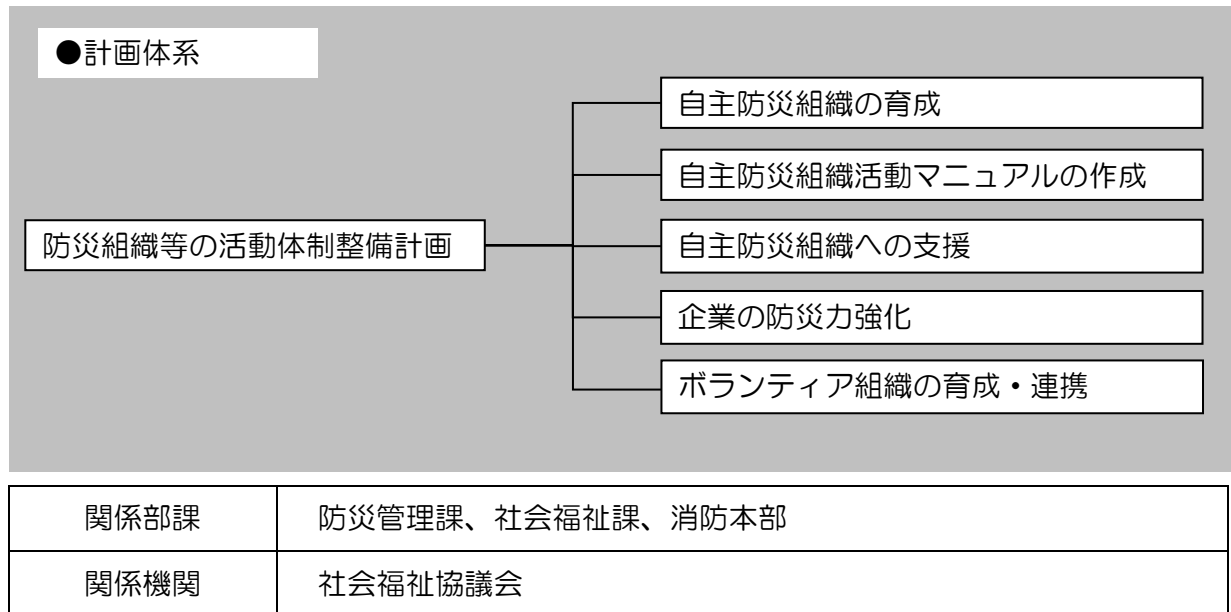 ●計画体系
自主防災組織の育成
自主防災組織活動マニュアルの作成
防災組織等の活動体制整備計画
自主防災組織への支援
企業の防災力強化
ボランティア組織の育成・連携
関係部課 防災管理課、社会福祉課、消防本部
関係機関 社会福祉協議会